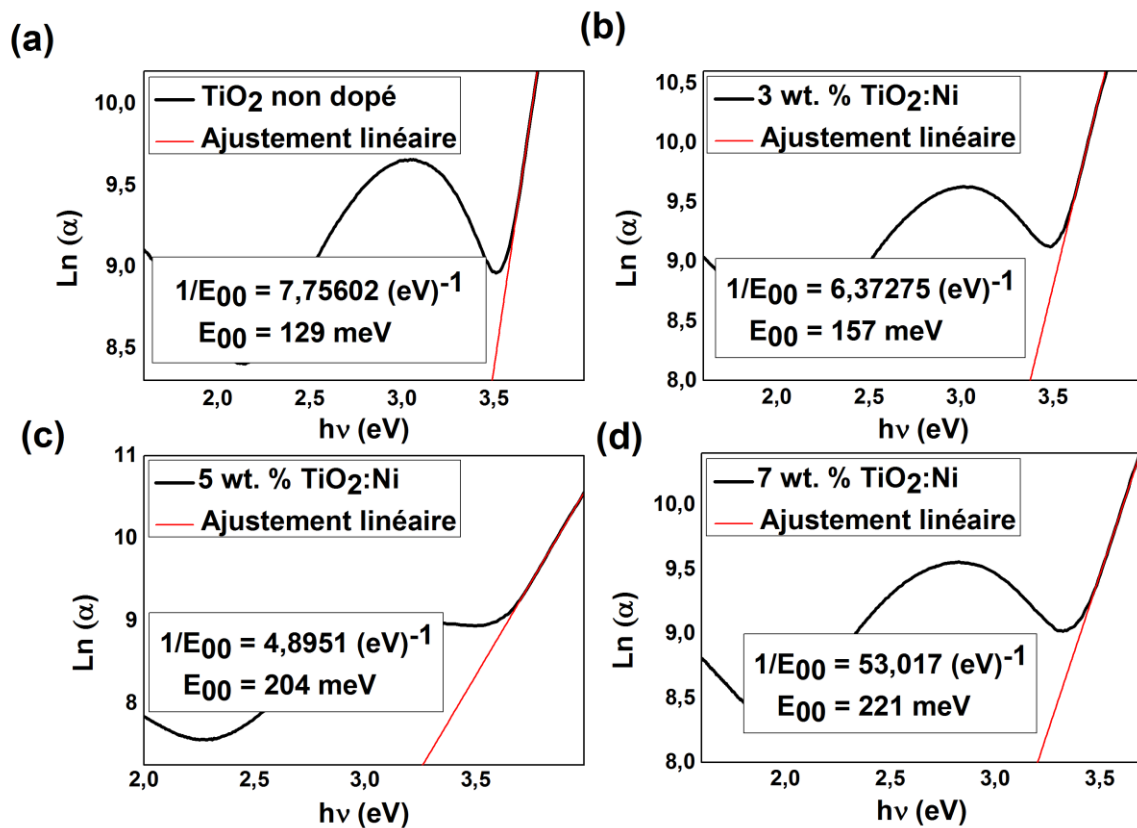 (a)
TiO2 non dopé
Ajustement linéaire
10,0
9,5
9,0
8,5
Ln (α)
1/E00 = 7,75602 (eV)-1
E00 = 129 meV
2,0 2,5 3,0 3,5
hν (eV)
(b)
3 wt. % TiO2:Ni
Ajustement linéaire
10,5
10,0
9,5
9,0
8,5
8,0
Ln (α)
1/E00 = 6,37275 (eV)-1
E00 = 157 meV
2,0 2,5 3,0 3,5
hν (eV)
(c)
5 wt. % TiO2:Ni
Ajustement linéaire
11
10
9
8
Ln (α)
1/E00 = 4,8951 (eV)-1
E00 = 204 meV
2,0 2,5 3,0 3,5
hν (eV)
(d)
7 wt. % TiO2:Ni
Ajustement linéaire
10,0
9,5
9,0
8,5
8,0
Ln (α)
1/E00 = 53,017 (eV)-1
E00 = 221 meV
2,0 2,5 3,0 3,5
hν (eV)